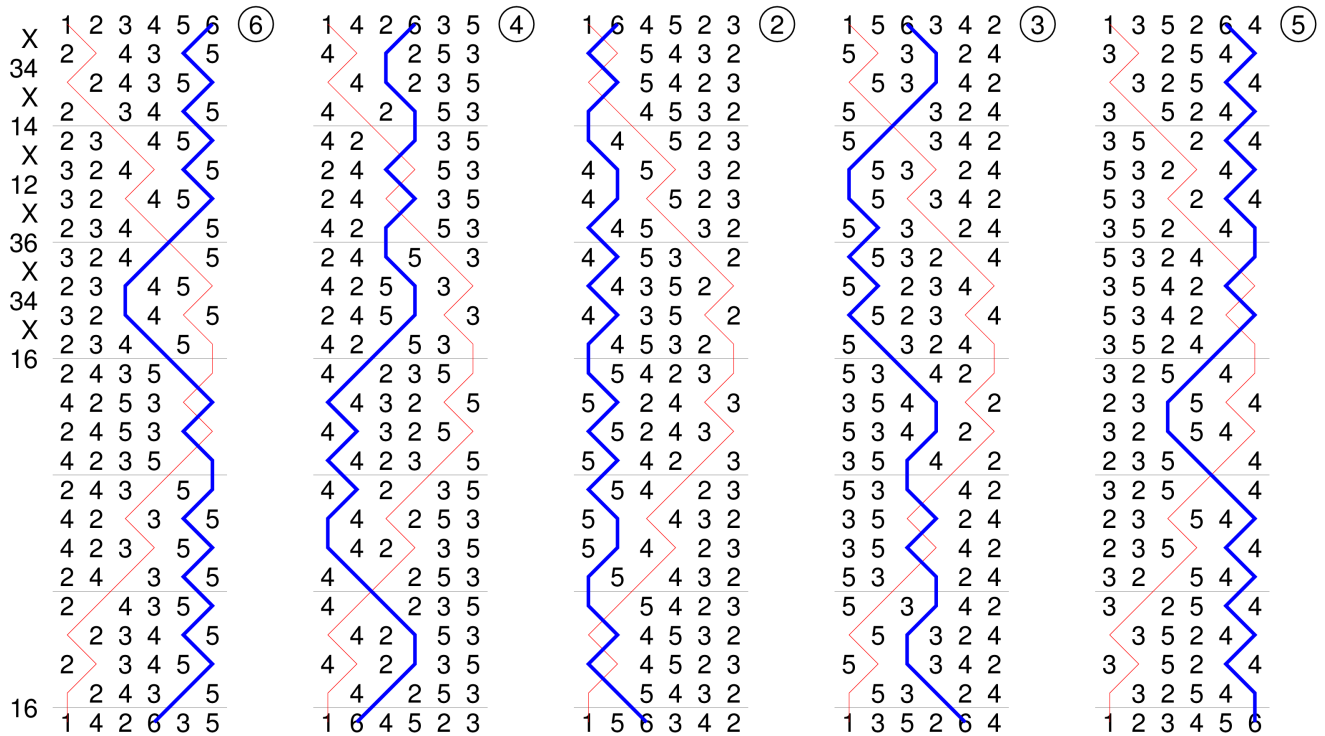 1 2 3 4 5 6 ⑥ 1 4 2 6 3 5 ④ 1 6 4 5 2 3 ② 1 5 6 3 4 2 ③ 1 3 5 2 6 4 ⑤
X
2 4 3 5 4 2 5 3 5 4 3 2 5 3 2 4 3 2 5 4
34
2 4 3 5 4 2 3 5 5 4 2 3 5 3 4 2 3 2 5 4
X
2 3 4 5 4 2 5 3 4 5 3 2 5 3 2 4 3 5 2 4
14
2 3 4 5 4 2 3 5 4 5 2 3 5 3 4 2 3 5 2 4
X
3 2 4 5 2 4 5 3 4 5 3 2 5 3 2 4 5 3 2 4
12
3 2 4 5 2 4 3 5 4 5 2 3 5 3 4 2 5 3 2 4
X
2 3 4 5 4 2 5 3 4 5 3 2 5 3 2 4 3 5 2 4
36
3 2 4 5 2 4 5 3 4 5 3 2 5 3 2 4 5 3 2 4
X
2 3 4 5 4 2 5 3 4 3 5 2 5 2 3 4 3 5 4 2
34
3 2 4 5 2 4 5 3 4 3 5 2 5 2 3 4 5 3 4 2
X
2 3 4 5 4 2 5 3 4 5 3 2 5 3 2 4 3 5 2 4
16
2 4 3 5 4 2 3 5 5 4 2 3 5 3 4 2 3 2 5 4
4 2 5 3 4 3 2 5 5 2 4 3 3 5 4 2 2 3 5 4
2 4 5 3 4 3 2 5 5 2 4 3 5 3 4 2 3 2 5 4
4 2 3 5 4 2 3 5 5 4 2 3 3 5 4 2 2 3 5 4
2 4 3 5 4 2 3 5 5 4 2 3 5 3 4 2 3 2 5 4
4 2 3 5 4 2 5 3 5 4 3 2 3 5 2 4 2 3 5 4
4 2 3 5 4 2 3 5 5 4 2 3 3 5 4 2 2 3 5 4
2 4 3 5 4 2 5 3 5 4 3 2 5 3 2 4 3 2 5 4
2 4 3 5 4 2 3 5 5 4 2 3 5 3 4 2 3 2 5 4
2 3 4 5 4 2 5 3 4 5 3 2 5 3 2 4 3 5 2 4
2 3 4 5 4 2 3 5 4 5 2 3 5 3 4 2 3 5 2 4
2 4 3 5 4 2 5 3 5 4 3 2 5 3 2 4 3 2 5 4
16
1 4 2 6 3 5 1 6 4 5 2 3 1 5 6 3 4 2 1 3 5 2 6 4 1 2 3 4 5 6